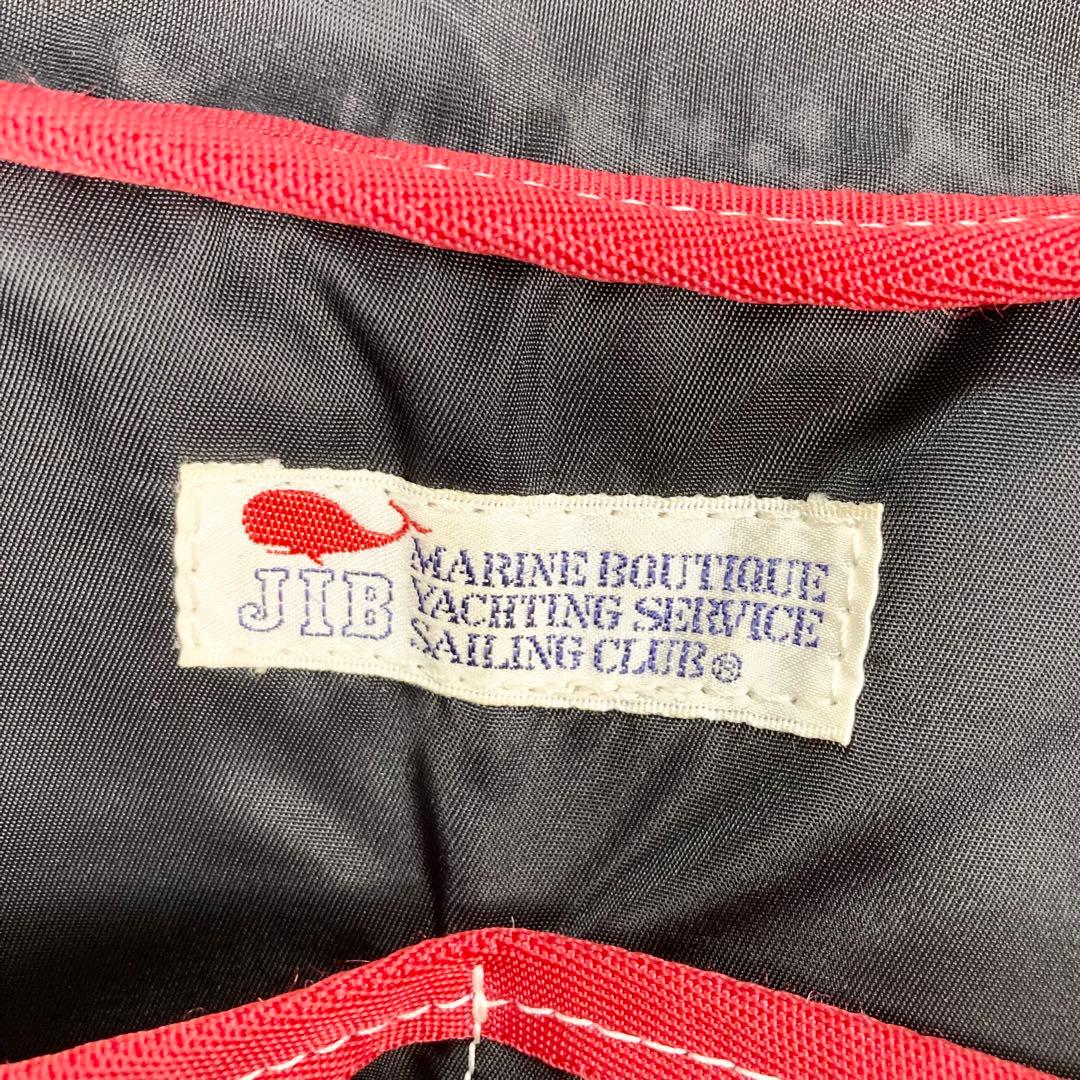 JIB
MARINE BOUTIQUE
YACHTING SERVICE
SAILING CLUB®